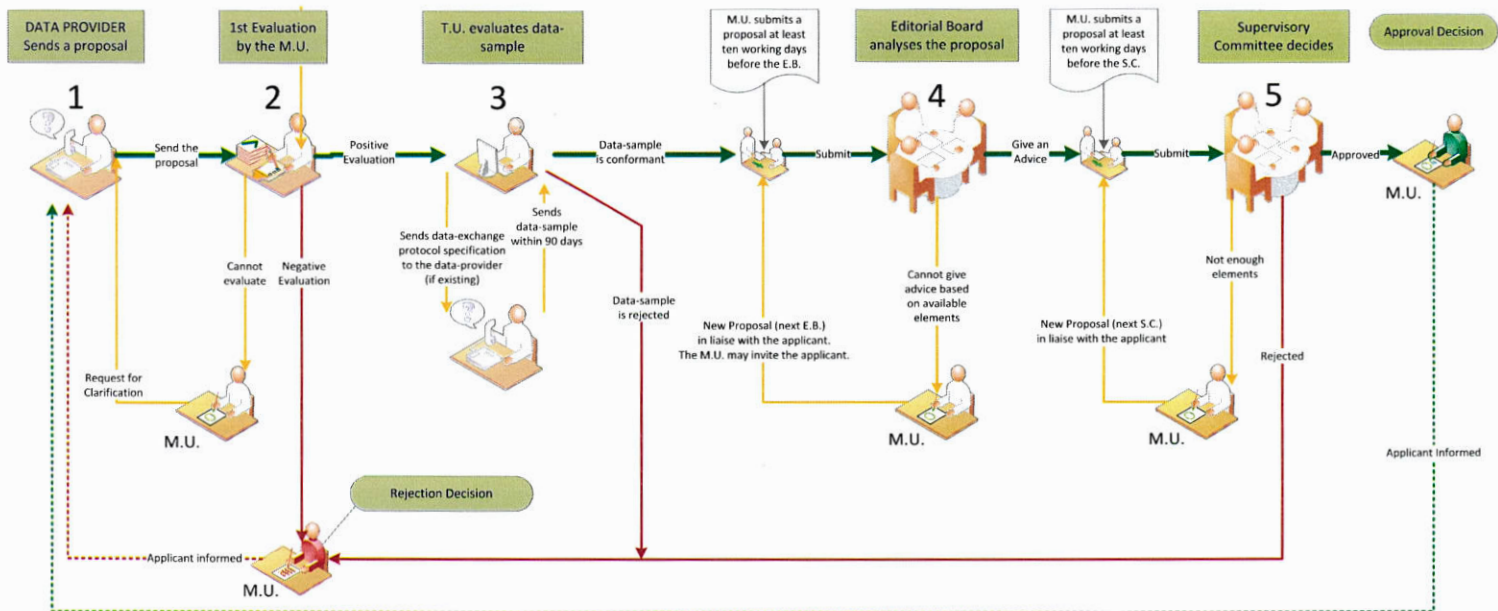 DATA PROVIDER
Sends a proposal
1st Evaluation
by the M.U.
T.U. evaluates data-
sample
M.U. submits a
proposal at least
ten working days
before the E.B.
Editorial Board
analyses the proposal
M.U. submits a
proposal at least
ten working days
before the S.C.
Supervisory
Committee decides
Approval Decision
1
2
3
4
5
Send the
proposal
Positive
Evaluation
Data-sample
is conformant
Submit
Give an
Advice
Submit
Approved
M.U.
Cannot
evaluate
Negative
Evaluation
Sends data-exchange
protocol specification
to the data-provider
(if existing)
Sends
data-sample
within 90 days
Data-sample
is rejected
New Proposal (next E.B.)
in liaise with the applicant.
The M.U. may invite the applicant.
Cannot give
advice based
on available
elements
New Proposal (next S.C.)
in liaise with the applicant
Not enough
elements
Rejected
Request for
Clarification
M.U.
M.U.
M.U.
Applicant Informed
Rejection Decision
Applicant informed
M.U.